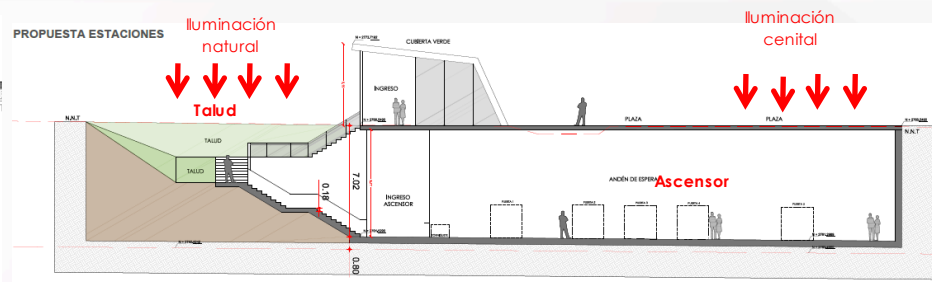 PROPUESTA ESTACIONES
Iluminación
natural
Iluminación
cenital
CUBIERTA VERDE
INGRESO
Talud
N.N.T
TALUD
TALUD
PLAZA
PLAZA
N.N.T
7.02
0.18
INGRESO
ASCENSOR
ANDÉN DE ESPERA
Ascensor
0.80